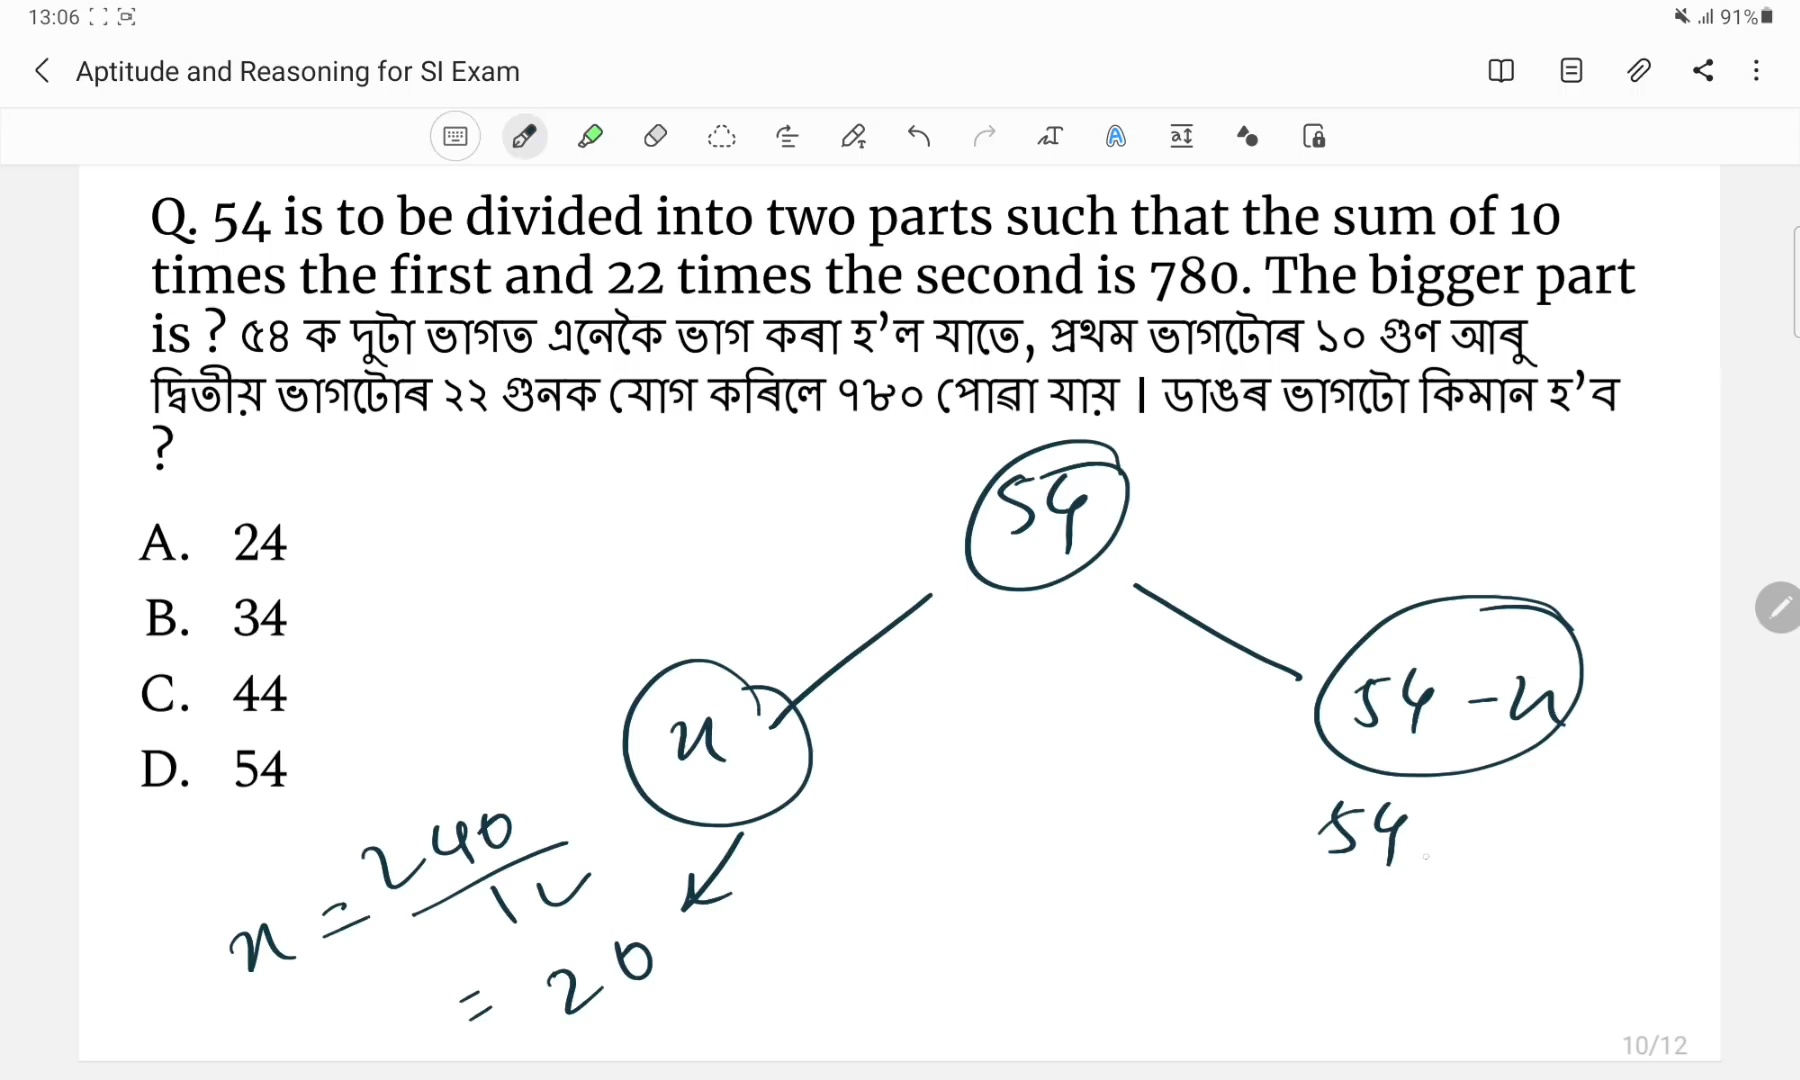 13:06
91%
Aptitude and Reasoning for SI Exam
Q. 54 is to be divided into two parts such that the sum of 10
times the first and 22 times the second is 780. The bigger part
is ? ৫৪ ক দুটা ভাগত এনেকৈ ভাগ কৰা হ’ল যাতে, প্ৰথম ভাগটোৰ ১০ গুণ আৰু
দ্বিতীয় ভাগটোৰ ২২ গুনক যোগ কৰিলে ৭৮০ পোৱা যায় । ডাঙৰ ভাগটো কিমান হ’ব
?
A. 24
B. 34
C. 44
D. 54
54
x
54 - x
54
x = 240
12
= 20
10/12